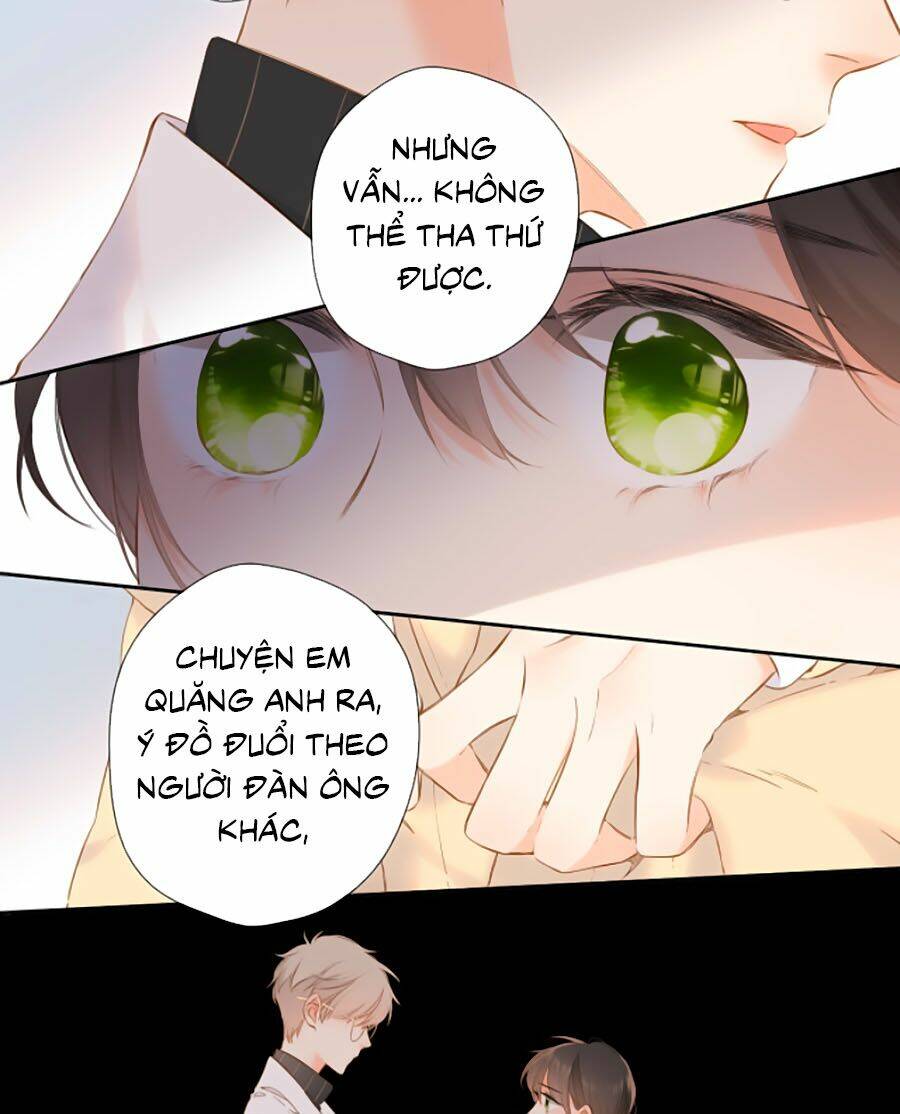 NHƯNG
VẪN... KHÔNG
THỂ THA THỨ
ĐƯỢC.
CHUYỆN EM
QUĂNG ANH RA,
Ý ĐỒ ĐUỔI THEO
NGƯỜI ĐÀN ÔNG
KHÁC,